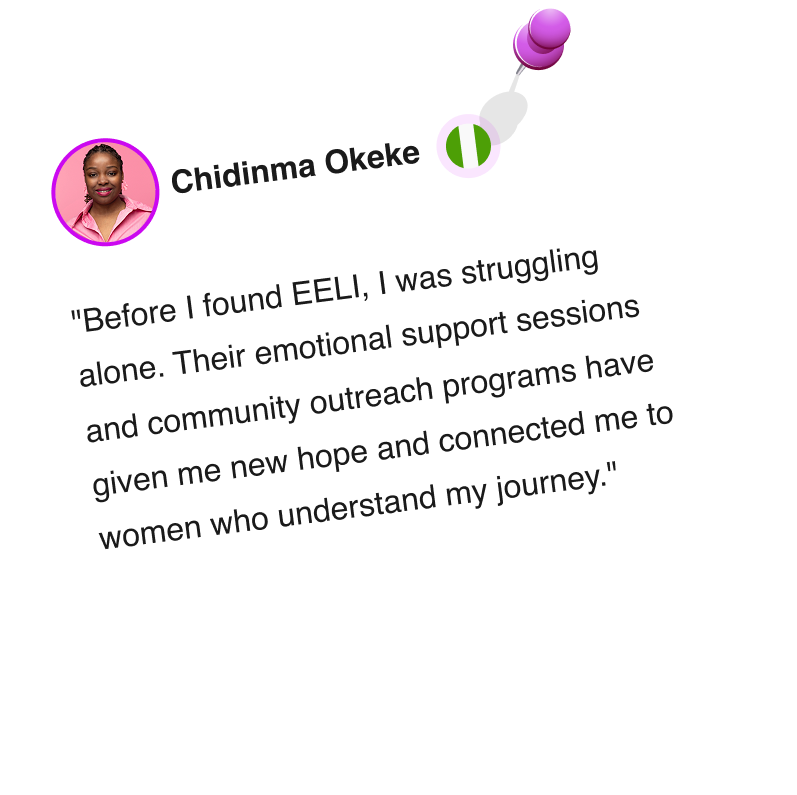 Chidinma Okeke
"Before I found EELI, I was struggling
alone. Their emotional support sessions
and community outreach programs have
given me new hope and connected me to
women who understand my journey."